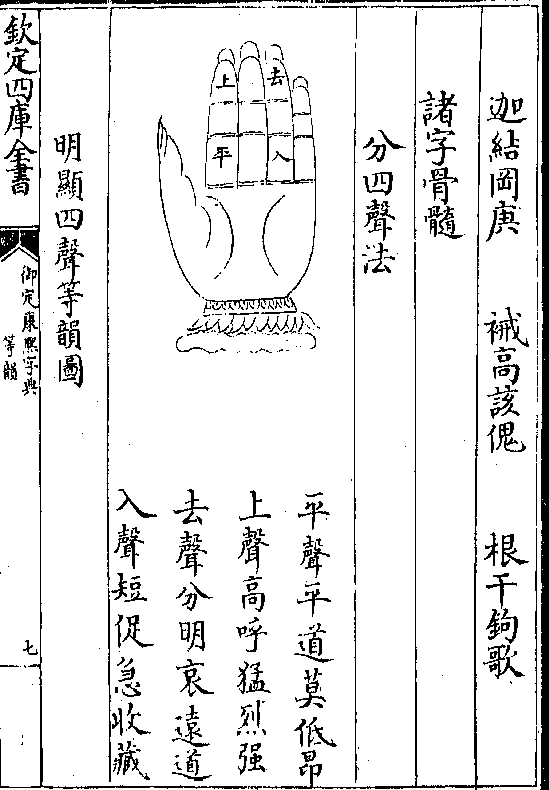 迦結岡庚 祴高該傀 根干鉤歌
諸字骨髓
分四聲法
上 去
平 入
平聲平道莫低昂
上聲高呼猛烈强
去聲分明哀遠道
入聲短促急收藏
明顯四聲等韻圖
欽定四庫全書
御定康熙字典
等韻
七